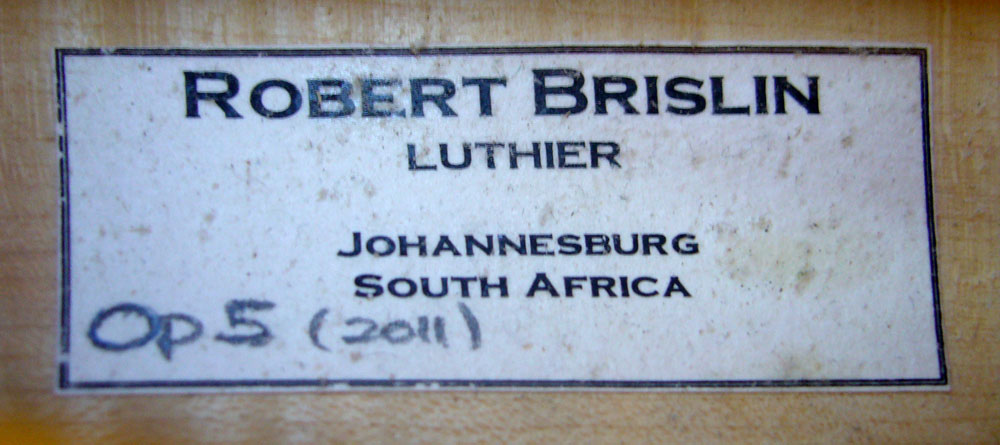 ROBERT BRISLIN
LUTHIER
JOHANNESBURG
SOUTH AFRICA
Op 5 (2011)